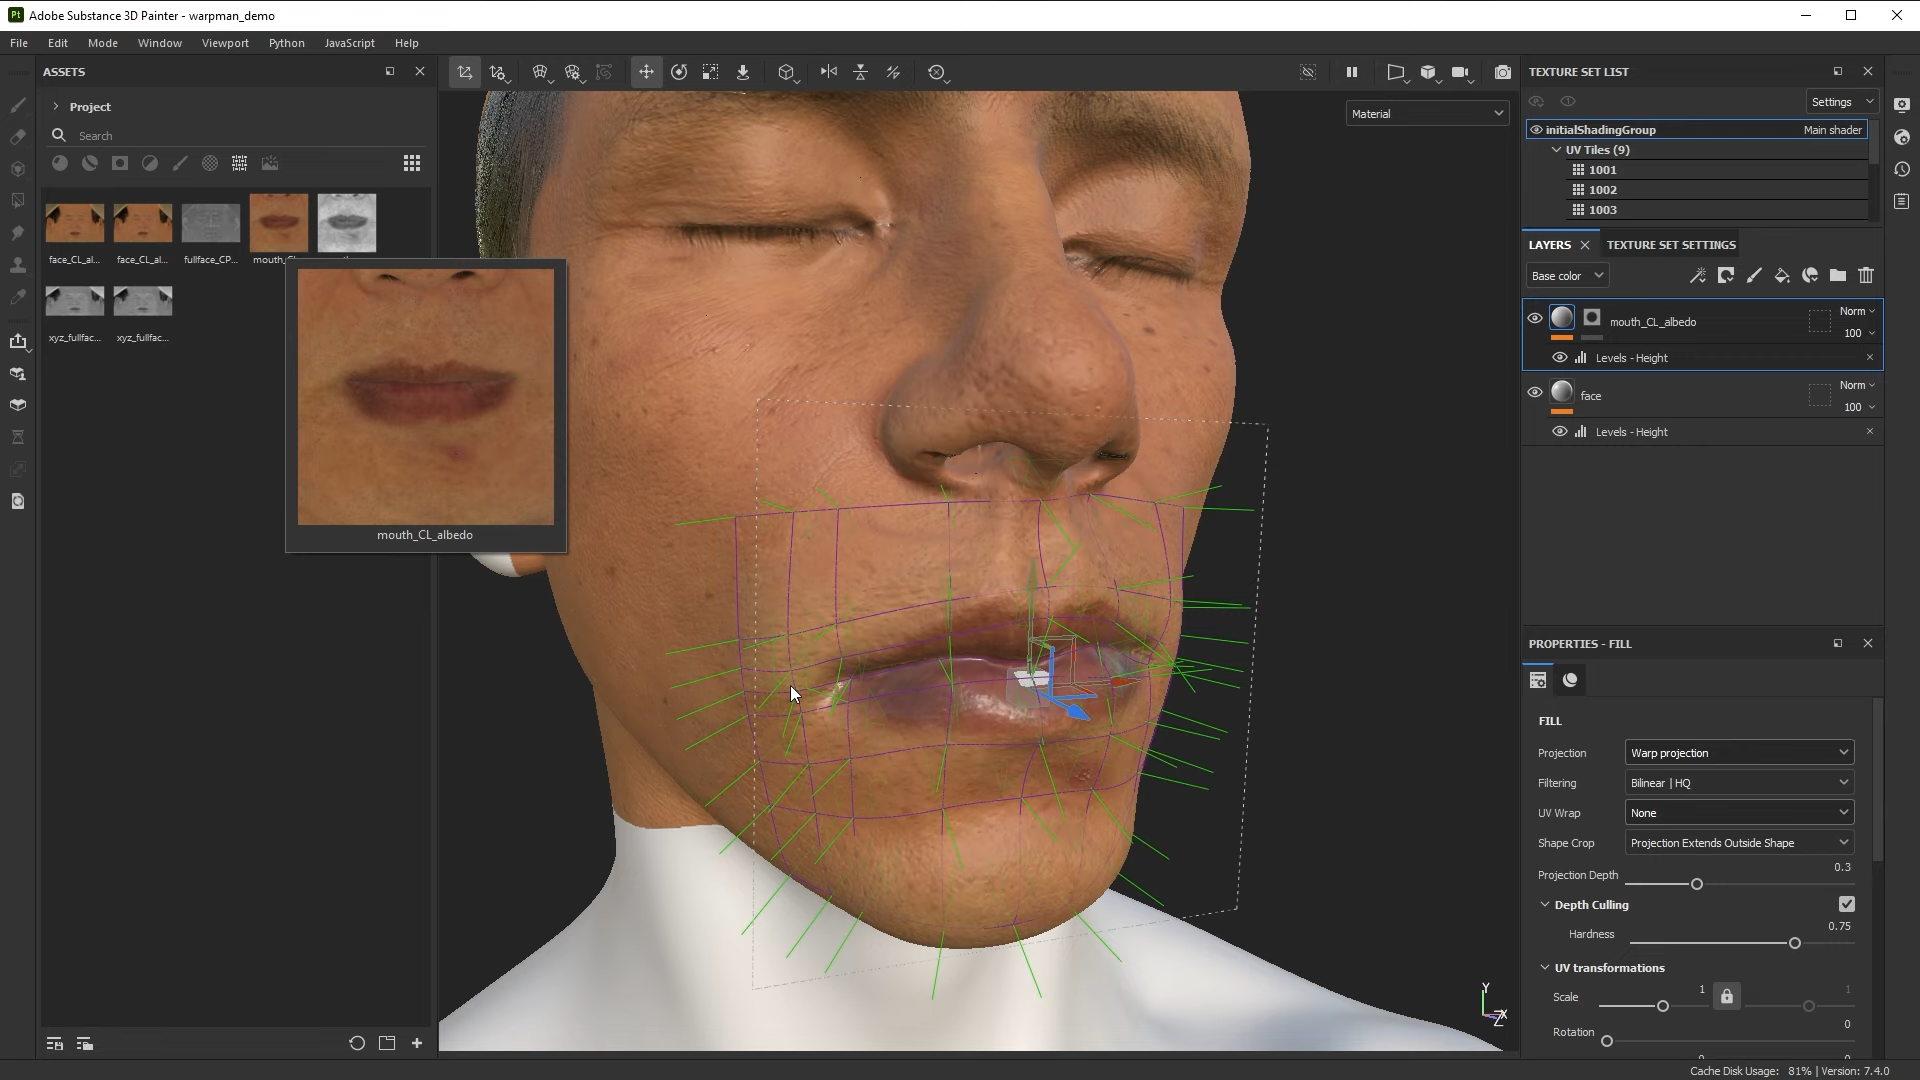 Pt Adobe Substance 3D Painter - warpman_demo
File Edit Mode Window Viewport Python JavaScript Help
ASSETS
Project
Search
face_CL_al... face_CL_al... fullface_CP... mouth_
xyz_fullfac... xyz_fullfac...
mouth_CL_albedo
Material
Y
Z
TEXTURE SET LIST
Settings
initialShadingGroup Main shader
UV Tiles (9)
1001
1002
1003
LAYERS TEXTURE SET SETTINGS
Base color
mouth_CL_albedo Norm
100
Levels - Height
face Norm
100
Levels - Height
PROPERTIES - FILL
FILL
Projection Warp projection
Filtering Bilinear | HQ
UV Wrap None
Shape Crop Projection Extends Outside Shape
Projection Depth 0.3
Depth Culling
Hardness 0.75
UV transformations
Scale 1 1
Rotation 0
Cache Disk Usage: 81% | Version: 7.4.0